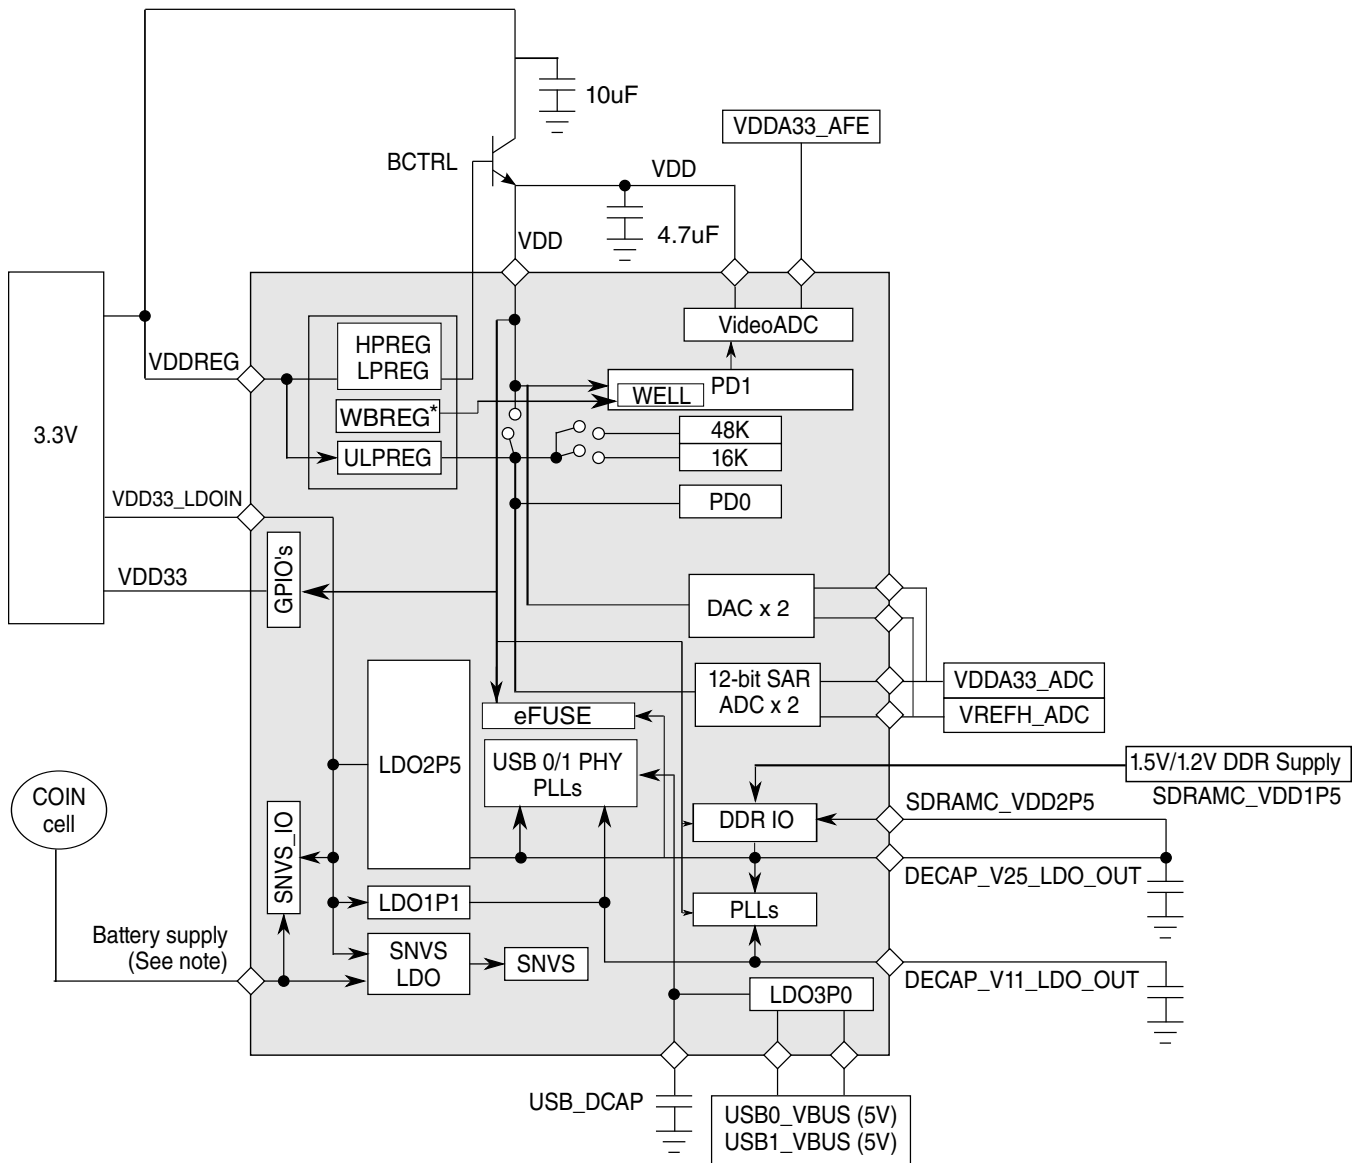 10uF
VDDA33_AFE
BCTRL
VDD
4.7uF
VDD
VideoADC
HPREG
LPREG
VDDREG
PD1
WELL
WBREG*
48K
3.3V
ULPREG
16K
VDD33_LDOIN
PD0
VDD33
GPIO's
DAC x 2
12-bit SAR
ADC x 2
VDDA33_ADC
VREFH_ADC
eFUSE
LDO2P5
USB 0/1 PHY
PLLs
1.5V/1.2V DDR Supply
SDRAMC_VDD1P5
COIN
cell
SDRAMC_VDD2P5
DDR IO
SNVS_IO
DECAP_V25_LDO_OUT
LDO1P1
PLLs
Battery supply
(See note)
SNVS
LDO
SNVS
DECAP_V11_LDO_OUT
LDO3P0
USB_DCAP
USB0_VBUS (5V)
USB1_VBUS (5V)